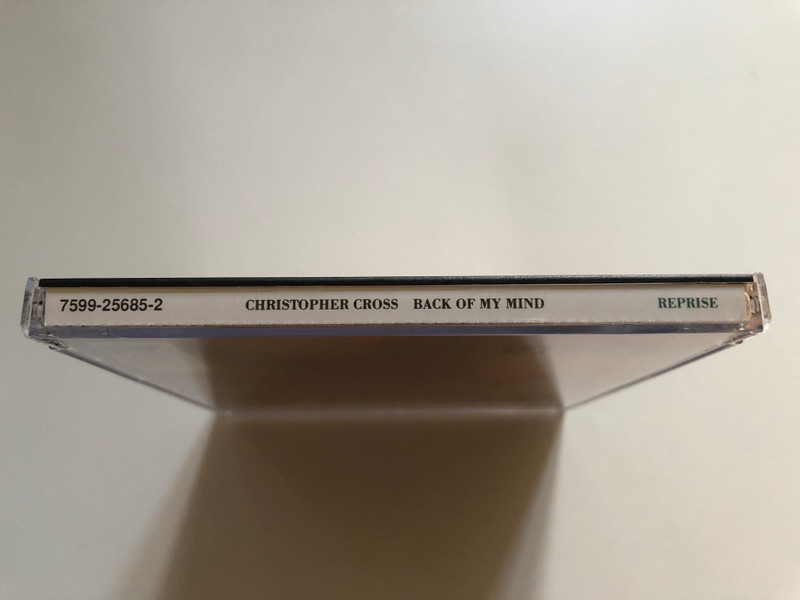 7599-25685-2 CHRISTOPHER CROSS BACK OF MY MIND REPRISE